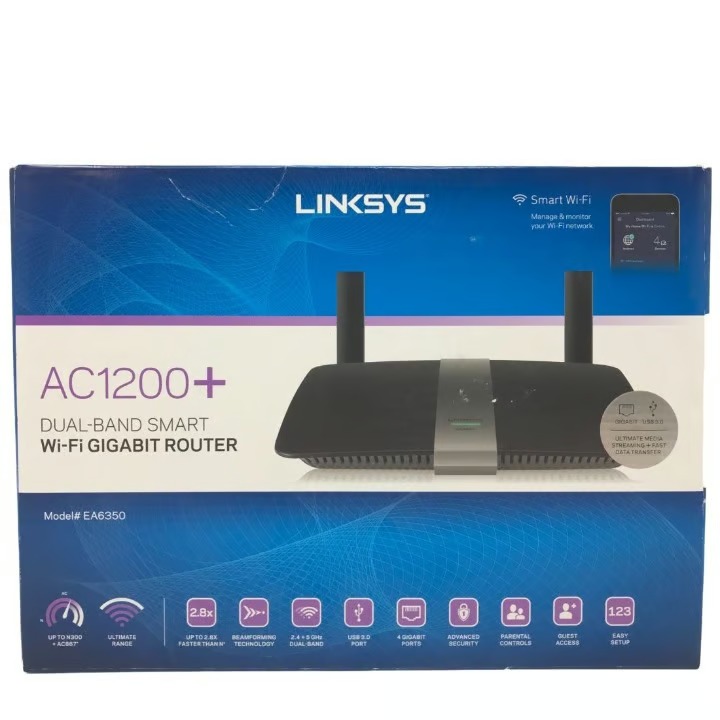 LINKSYS
Smart Wi-Fi
Manage & monitor
your Wi-Fi network
Dashboard
AC1200+
DUAL-BAND SMART
Wi-Fi GIGABIT ROUTER
GIGABIT USB 3.0
ULTIMATE MEDIA
STREAMING + FAST
DATA TRANSFER
Model# EA6350
AC
N
UP TO N300
+ AC867*
ULTIMATE
RANGE
2.8x
UP TO 2.8X
FASTER THAN N*
BEAMFORMING
TECHNOLOGY
2.4 + 5 GHz
DUAL-BAND
USB 3.0
PORT
4 GIGABIT
PORTS
ADVANCED
SECURITY
PARENTAL
CONTROLS
GUEST
ACCESS
123
EASY
SETUP